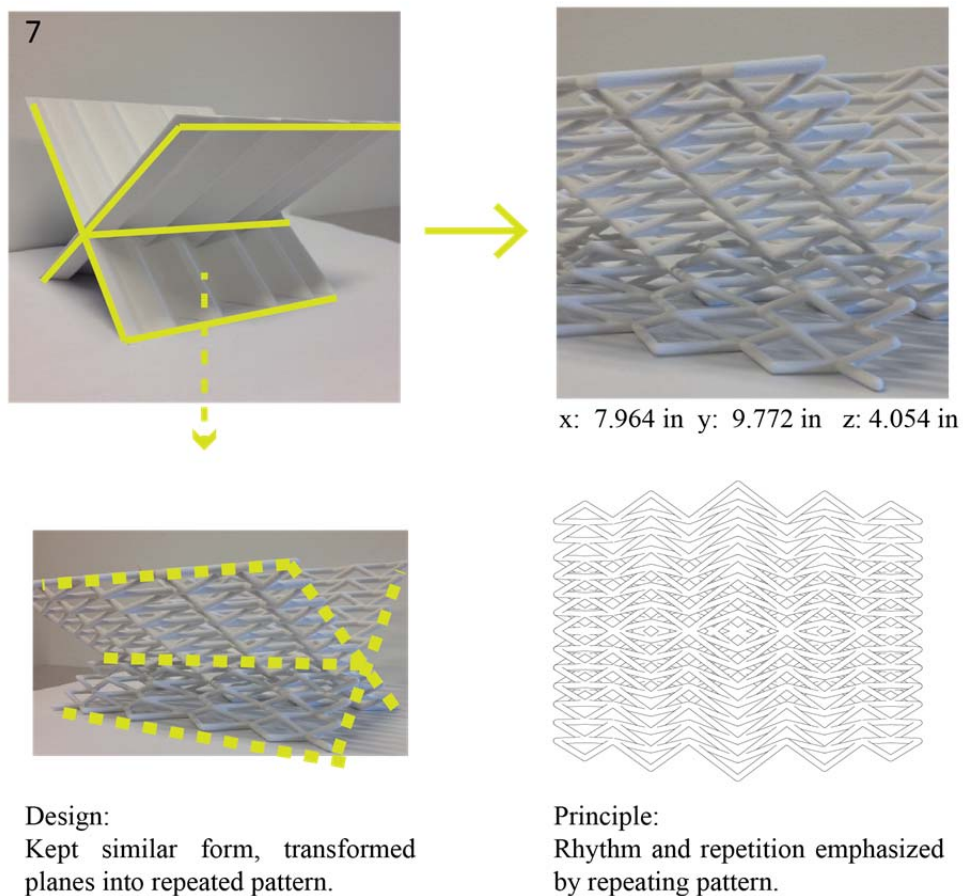 7
x: 7.964 in y: 9.772 in z: 4.054 in
Design:
Kept similar form, transformed
planes into repeated pattern.
Principle:
Rhythm and repetition emphasized
by repeating pattern.